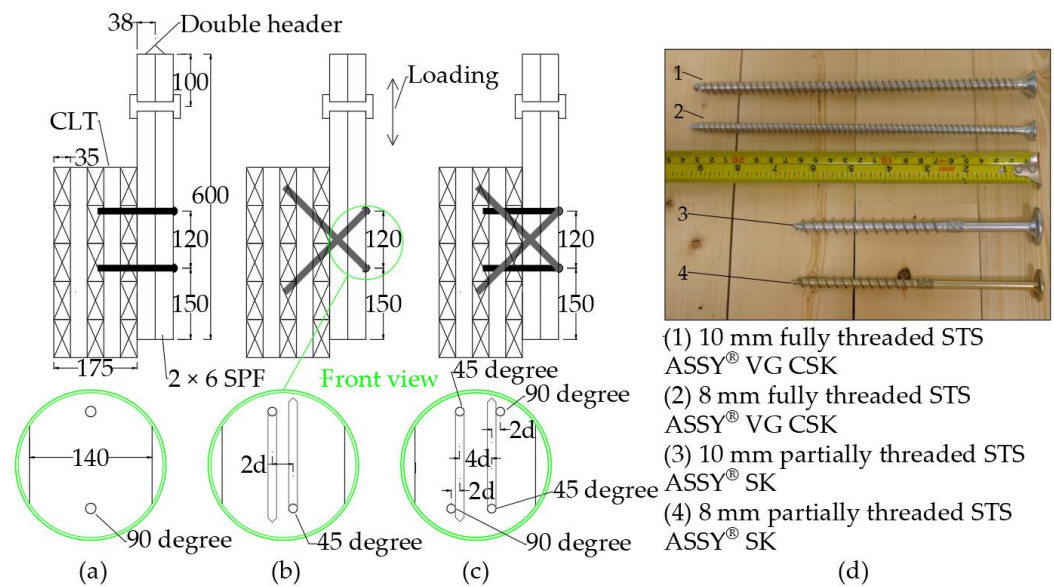 38
Double header
100
Loading
CLT
35
600
120
150
175
2 × 6 SPF
120
150
120
150
Front view
45 degree
90 degree
140
90 degree
2d
45 degree
2d
4d
2d
45 degree
90 degree
(a)
(b)
(c)
1
2
3
4
(1) 10 mm fully threaded STS
ASSY® VG CSK
(2) 8 mm fully threaded STS
ASSY® VG CSK
(3) 10 mm partially threaded STS
ASSY® SK
(4) 8 mm partially threaded STS
ASSY® SK
(d)